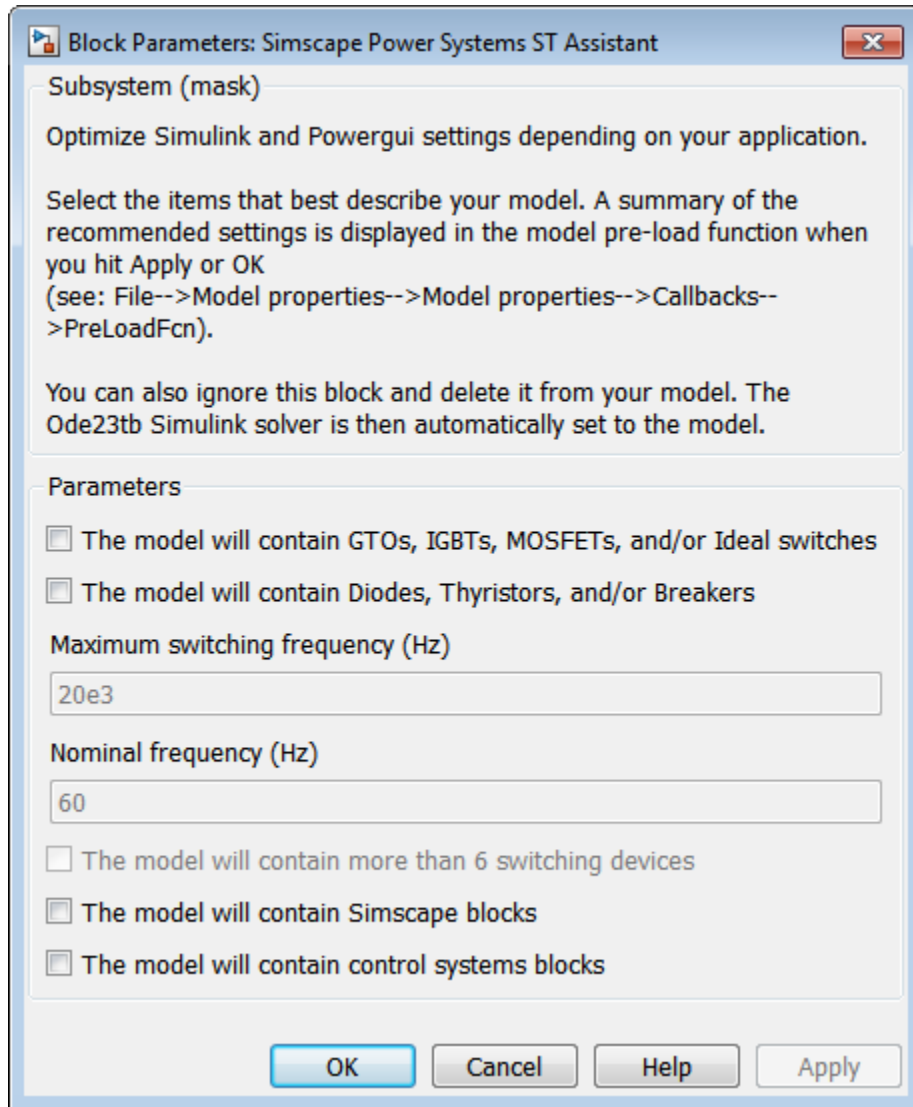 Block Parameters: Simscape Power Systems ST Assistant
Subsystem (mask)
Optimize Simulink and Powergui settings depending on your application.
Select the items that best describe your model. A summary of the
recommended settings is displayed in the model pre-load function when
you hit Apply or OK
(see: File-->Model properties-->Model properties-->Callbacks--
>PreLoadFcn).
You can also ignore this block and delete it from your model. The
Ode23tb Simulink solver is then automatically set to the model.
Parameters
The model will contain GTOs, IGBTs, MOSFETs, and/or Ideal switches
The model will contain Diodes, Thyristors, and/or Breakers
Maximum switching frequency (Hz)
20e3
Nominal frequency (Hz)
60
The model will contain more than 6 switching devices
The model will contain Simscape blocks
The model will contain control systems blocks
OK Cancel Help Apply